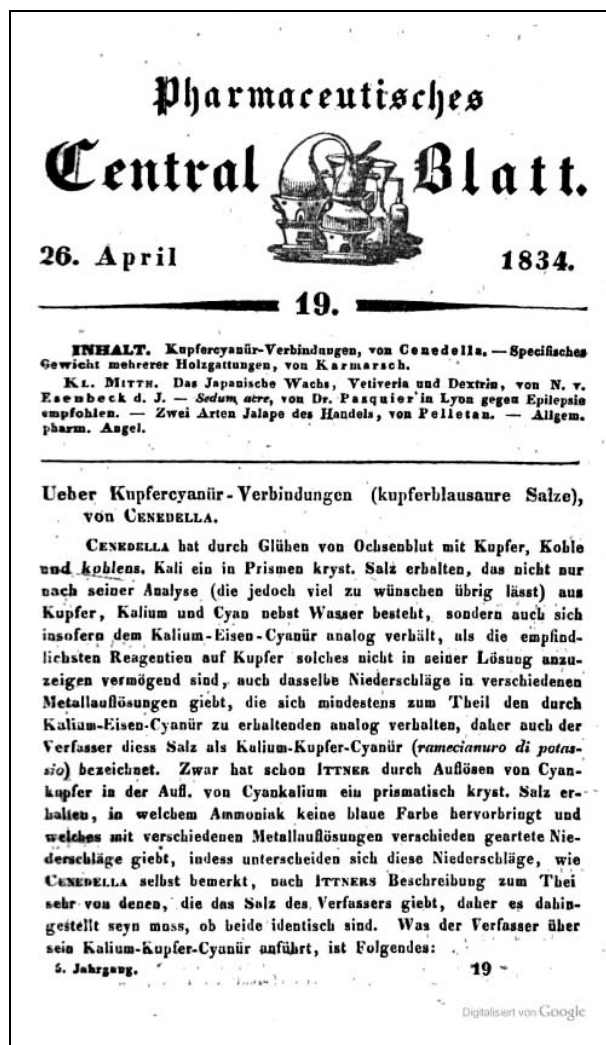 Pharmaceutisches
Central Blatt.
26. April 1834.
19.
INHALT. Kupfercyanür-Verbindungen, von Cenedella. — Specifisches
Gewicht mehrerer Holzgattungen, von Karmarsch.
KL. MITTH. Das Japanische Wachs, Vetiveria und Dextrin, von N. v.
Esenbeck d. J. — Sedum acre, von Dr. Pasquier in Lyon gegen Epilepsie
empfohlen. — Zwei Arten Jalape des Handels, von Pelletan. — Allgem.
pharm. Angel.
Ueber Kupfercyanür-Verbindungen (kupferblausaure Salze),
von CENEDELLA.
CENEDELLA hat durch Glühen von Ochsenblut mit Kupfer, Kohle
und kohlens. Kali ein in Prismen kryst. Salz erhalten, das nicht nur
nach seiner Analyse (die jedoch viel zu wünschen übrig lässt) aus
Kupfer, Kalium und Cyan nebst Wasser besteht, sondern auch sich
insofern dem Kalium-Eisen-Cyanür analog verhält, als die empfind-
lichsten Reagentien auf Kupfer solches nicht in seiner Lösung anzu-
zeigen vermögend sind, auch dasselbe Niederschläge in verschiedenen
Metallauflösungen giebt, die sich mindestens zum Theil den durch
Kalium-Eisen-Cyanür zu erhaltenden analog verhalten, daher auch der
Verfasser diess Salz als Kalium-Kupfer-Cyanür (ramecianuro di potas-
sio) bezeichnet. Zwar hat schon ITTNER durch Auflösen von Cyan-
kupfer in der Aufl. von Cyankalium ein prismatisch kryst. Salz er-
halten, in welchem Ammoniak keine blaue Farbe hervorbringt und
welches mit verschiedenen Metallauflösungen verschieden geartete Nie-
derschläge giebt, indess unterscheiden sich diese Niederschläge, wie
CENEDELLA selbst bemerkt, nach ITTNERS Beschreibung zum Thei
sehr von denen, die das Salz des Verfassers giebt, daher es dahin-
gestellt seyn muss, ob beide identisch sind. Was der Verfasser über
sein Kalium-Kupfer-Cyanür anführt, ist Folgendes:
5. Jahrgang. 19
Digitalisiert von Google